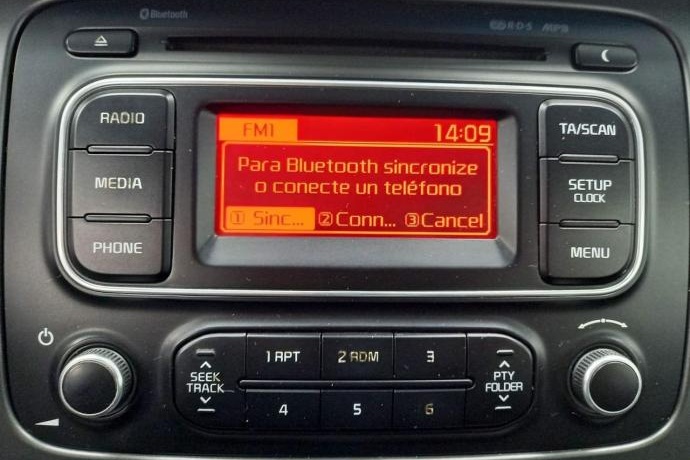 Bluetooth
RDS MP3
RADIO
MEDIA
PHONE
FM1 14:09
Para Bluetooth sincronize
o conecte un teléfono
1 Sinc... 2 Conn... 3 Cancel
TA/SCAN
SETUP
CLOCK
MENU
SEEK
TRACK
1 RPT 2 RDM 3
4 5 6
PTY
FOLDER